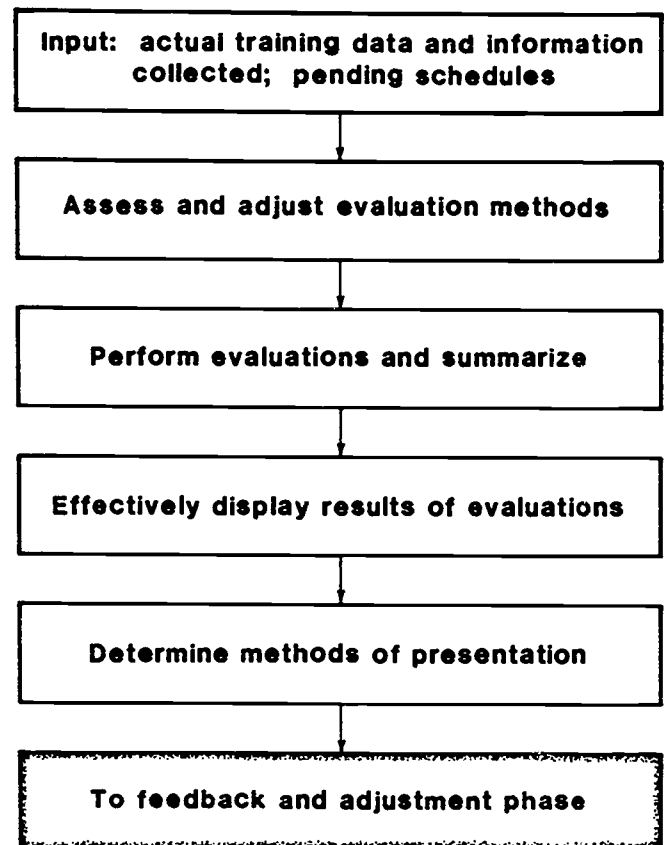 Input: actual training data and information
collected; pending schedules
Assess and adjust evaluation methods
Perform evaluations and summarize
Effectively display results of evaluations
Determine methods of presentation
To feedback and adjustment phase